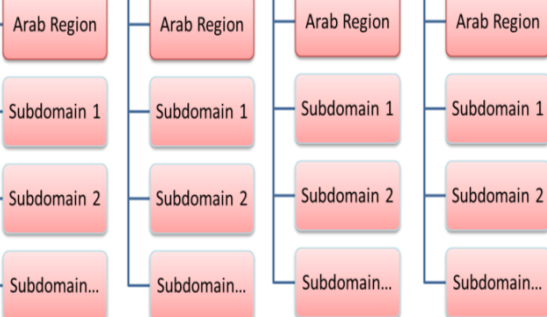 Arab Region Arab Region Arab Region Arab Region
Subdomain 1 Subdomain 1 Subdomain 1 Subdomain 1
Subdomain 2 Subdomain 2 Subdomain 2 Subdomain 2
Subdomain... Subdomain... Subdomain... Subdomain...